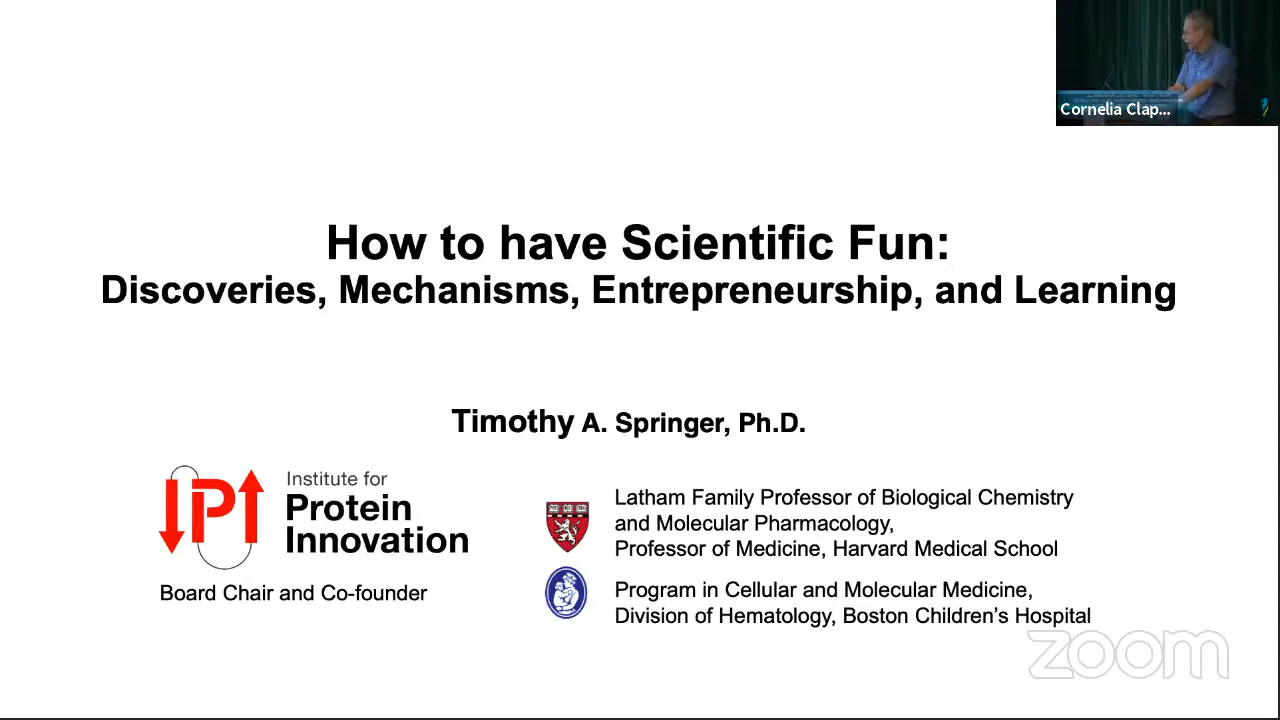 Cornelia Clap...
How to have Scientific Fun:
Discoveries, Mechanisms, Entrepreneurship, and Learning
Timothy A. Springer, Ph.D.
IPI
Institute for
Protein
Innovation
Board Chair and Co-founder
Latham Family Professor of Biological Chemistry
and Molecular Pharmacology,
Professor of Medicine, Harvard Medical School
Program in Cellular and Molecular Medicine,
Division of Hematology, Boston Children's Hospital
zoom